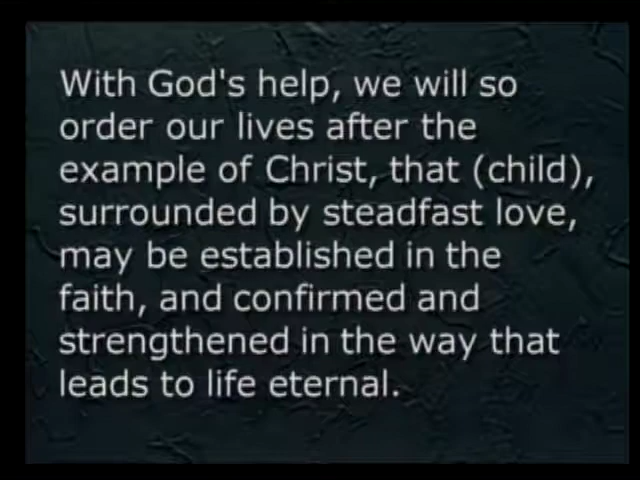 With God's help, we will so
order our lives after the
example of Christ, that (child),
surrounded by steadfast love,
may be established in the
faith, and confirmed and
strengthened in the way that
leads to life eternal.